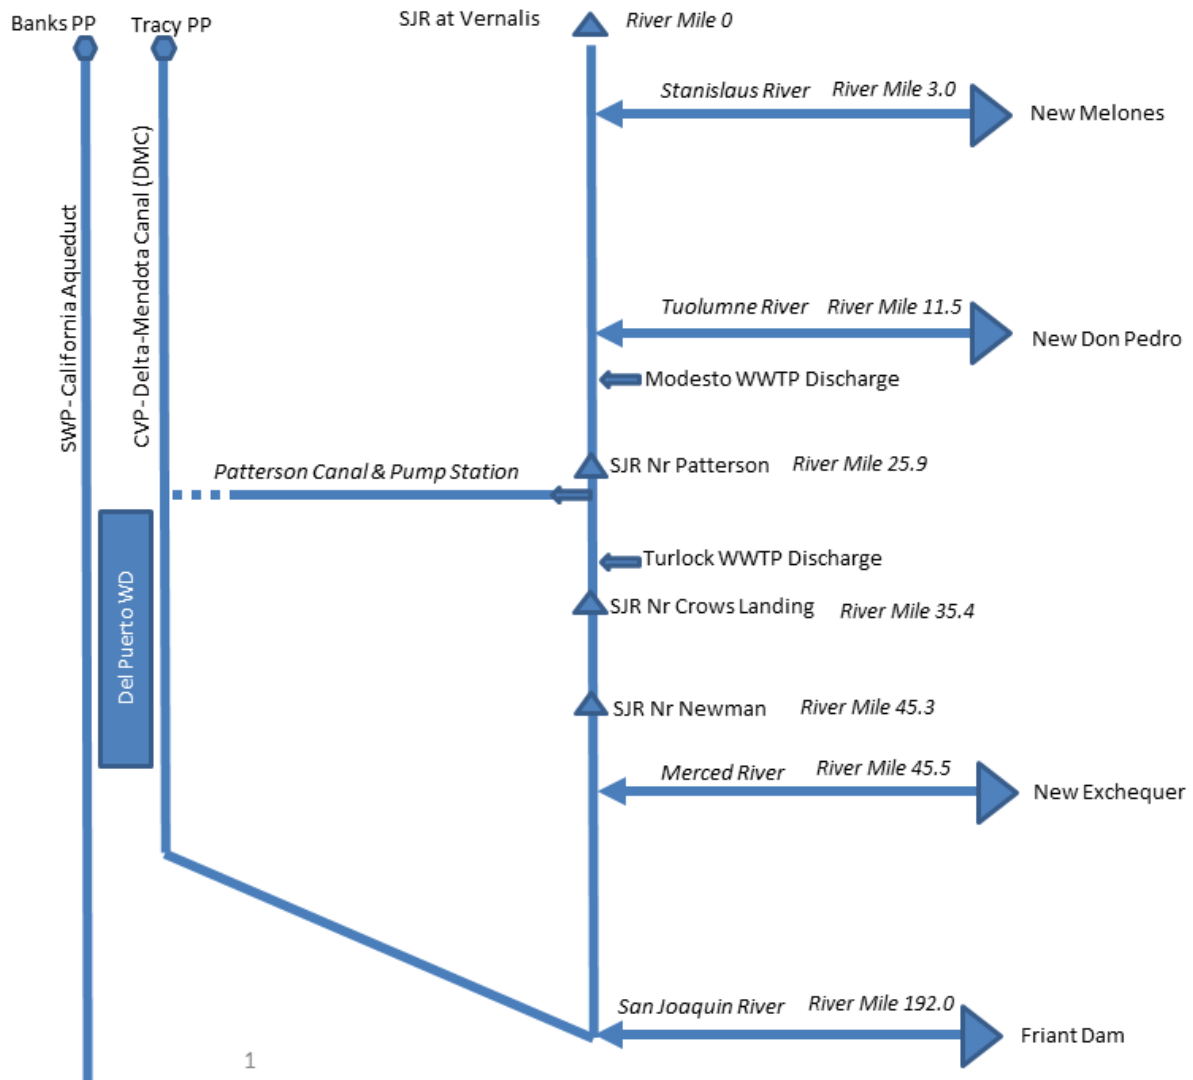 Banks PP
Tracy PP
SJR at Vernalis
River Mile 0
Stanislaus River
River Mile 3.0
New Melones
SWP - California Aqueduct
CVP - Delta-Mendota Canal (DMC)
Tuolumne River
River Mile 11.5
New Don Pedro
Modesto WWTP Discharge
SJR Nr Patterson
River Mile 25.9
Patterson Canal & Pump Station
Turlock WWTP Discharge
Del Puerto WD
SJR Nr Crows Landing
River Mile 35.4
SJR Nr Newman
River Mile 45.3
Merced River
River Mile 45.5
New Exchequer
San Joaquin River
River Mile 192.0
Friant Dam
1